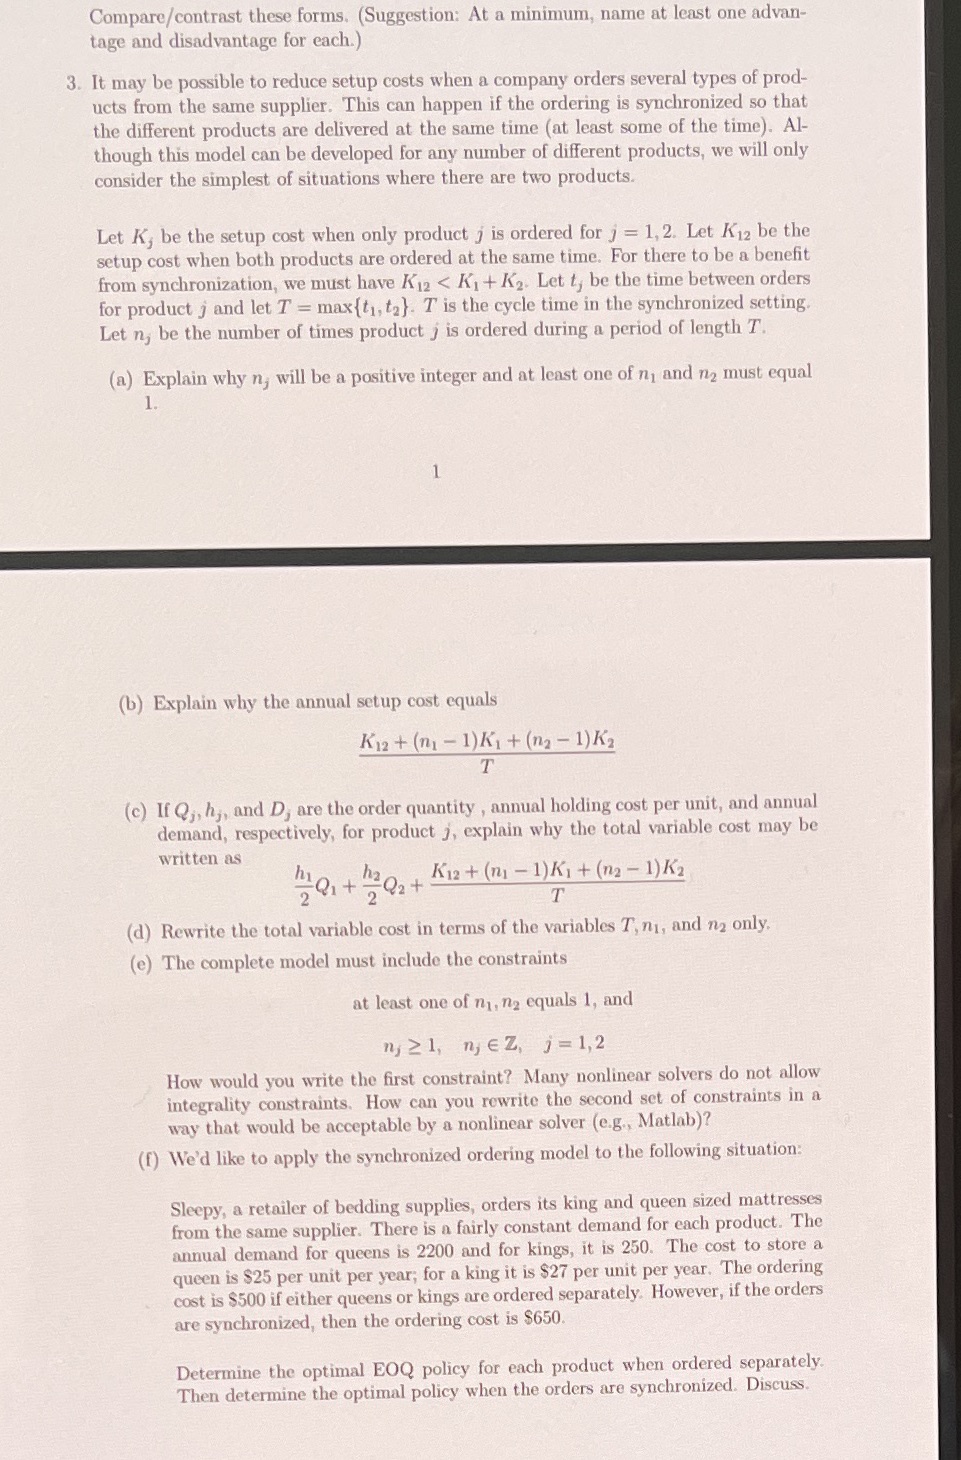 Compare/contrast these forms. (Suggestion: At a minimum, name at least one advan-
tage and disadvantage for each.)
3. It may be possible to reduce setup costs when a company orders several types of prod-
ucts from the same supplier. This can happen if the ordering is synchronized so that
the different products are delivered at the same time (at least some of the time). Al-
though this model can be developed for any number of different products, we will only
consider the simplest of situations where there are two products.
Let K_j be the setup cost when only product j is ordered for j = 1, 2. Let K_12 be the
setup cost when both products are ordered at the same time. For there to be a benefit
from synchronization, we must have K_12 < K_1 + K_2. Let t_j be the time between orders
for product j and let T = max{t_1, t_2}. T is the cycle time in the synchronized setting.
Let n_j be the number of times product j is ordered during a period of length T.
(a) Explain why n_j will be a positive integer and at least one of n_1 and n_2 must equal
1.
1
(b) Explain why the annual setup cost equals
K_12 + (n_1 − 1)K_1 + (n_2 − 1)K_2
T
(c) If Q_j, h_j, and D_j are the order quantity , annual holding cost per unit, and annual
demand, respectively, for product j, explain why the total variable cost may be
written as
h_1/2 Q_1 + h_2/2 Q_2 + K_12 + (n_1 − 1)K_1 + (n_2 − 1)K_2
T
(d) Rewrite the total variable cost in terms of the variables T, n_1, and n_2 only.
(e) The complete model must include the constraints
at least one of n_1, n_2 equals 1, and
n_j ≥ 1, n_j ∈ ℤ, j = 1, 2
How would you write the first constraint? Many nonlinear solvers do not allow
integrality constraints. How can you rewrite the second set of constraints in a
way that would be acceptable by a nonlinear solver (e.g., Matlab)?
(f) We'd like to apply the synchronized ordering model to the following situation:
Sleepy, a retailer of bedding supplies, orders its king and queen sized mattresses
from the same supplier. There is a fairly constant demand for each product. The
annual demand for queens is 2200 and for kings, it is 250. The cost to store a
queen is $25 per unit per year; for a king it is $27 per unit per year. The ordering
cost is $500 if either queens or kings are ordered separately. However, if the orders
are synchronized, then the ordering cost is $650.
Determine the optimal EOQ policy for each product when ordered separately.
Then determine the optimal policy when the orders are synchronized. Discuss.